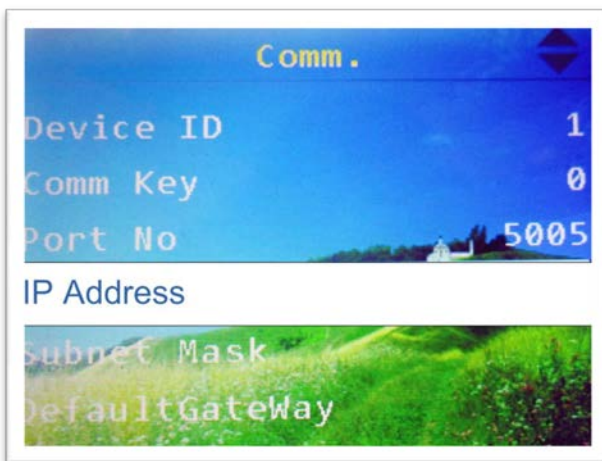 Comm.
Device ID 1
Comm Key 0
Port No 5005
IP Address
Subnet Mask
DefaultGateWay